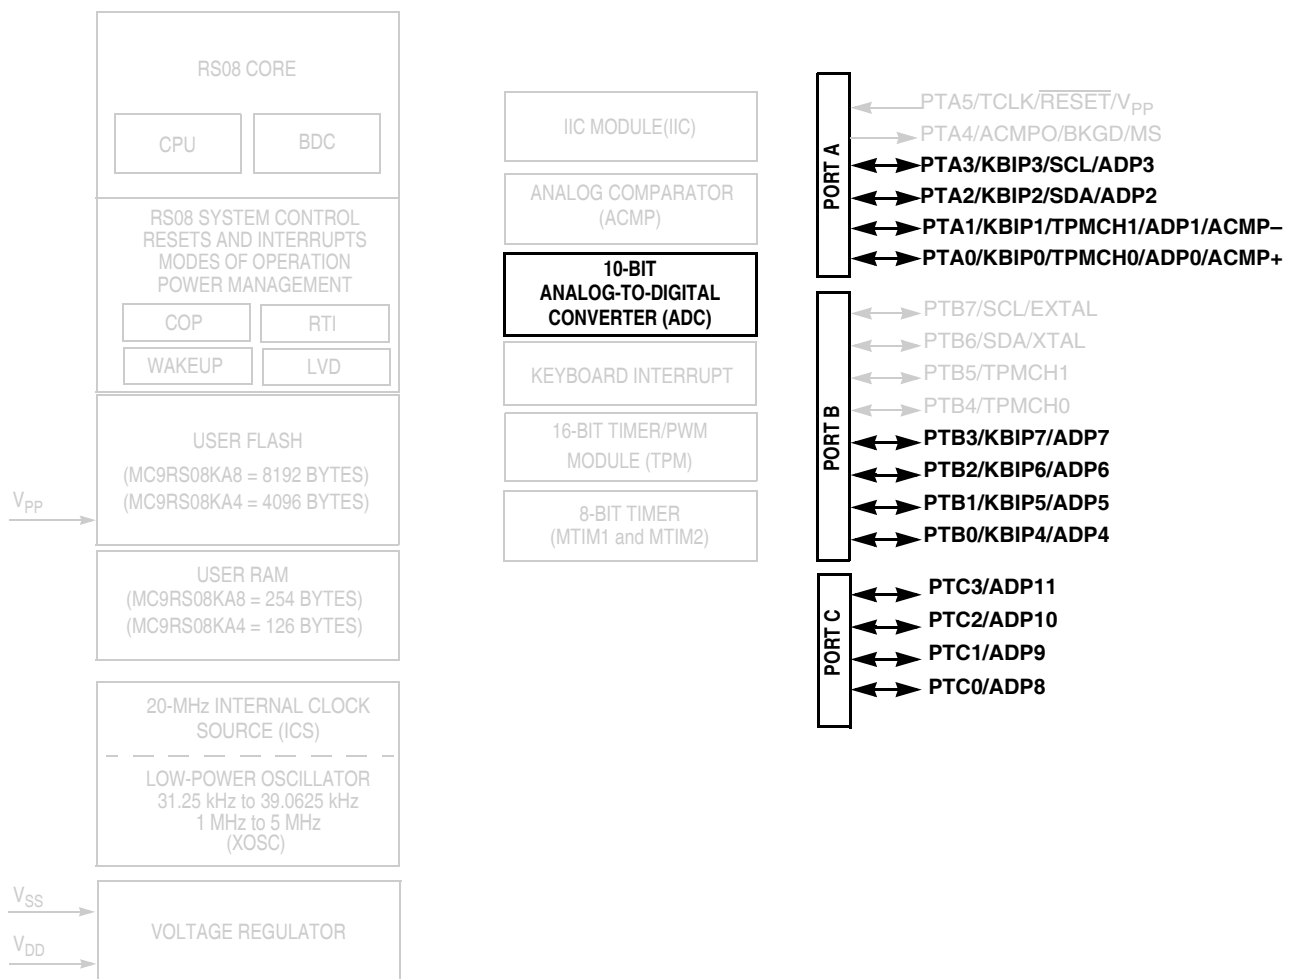 RS08 CORE
CPU
BDC
RS08 SYSTEM CONTROL
RESETS AND INTERRUPTS
MODES OF OPERATION
POWER MANAGEMENT
COP
RTI
WAKEUP
LVD
USER FLASH
(MC9RS08KA8 = 8192 BYTES)
(MC9RS08KA4 = 4096 BYTES)
VPP
USER RAM
(MC9RS08KA8 = 254 BYTES)
(MC9RS08KA4 = 126 BYTES)
20-MHz INTERNAL CLOCK
SOURCE (ICS)
LOW-POWER OSCILLATOR
31.25 kHz to 39.0625 kHz
1 MHz to 5 MHz
(XOSC)
VSS
VDD
VOLTAGE REGULATOR
IIC MODULE(IIC)
ANALOG COMPARATOR
(ACMP)
10-BIT
ANALOG-TO-DIGITAL
CONVERTER (ADC)
KEYBOARD INTERRUPT
16-BIT TIMER/PWM
MODULE (TPM)
8-BIT TIMER
(MTIM1 and MTIM2)
PORT A
PTA5/TCLK/RESET/VPP
PTA4/ACMPO/BKGD/MS
PTA3/KBIP3/SCL/ADP3
PTA2/KBIP2/SDA/ADP2
PTA1/KBIP1/TPMCH1/ADP1/ACMP–
PTA0/KBIP0/TPMCH0/ADP0/ACMP+
PORT B
PTB7/SCL/EXTAL
PTB6/SDA/XTAL
PTB5/TPMCH1
PTB4/TPMCH0
PTB3/KBIP7/ADP7
PTB2/KBIP6/ADP6
PTB1/KBIP5/ADP5
PTB0/KBIP4/ADP4
PORT C
PTC3/ADP11
PTC2/ADP10
PTC1/ADP9
PTC0/ADP8